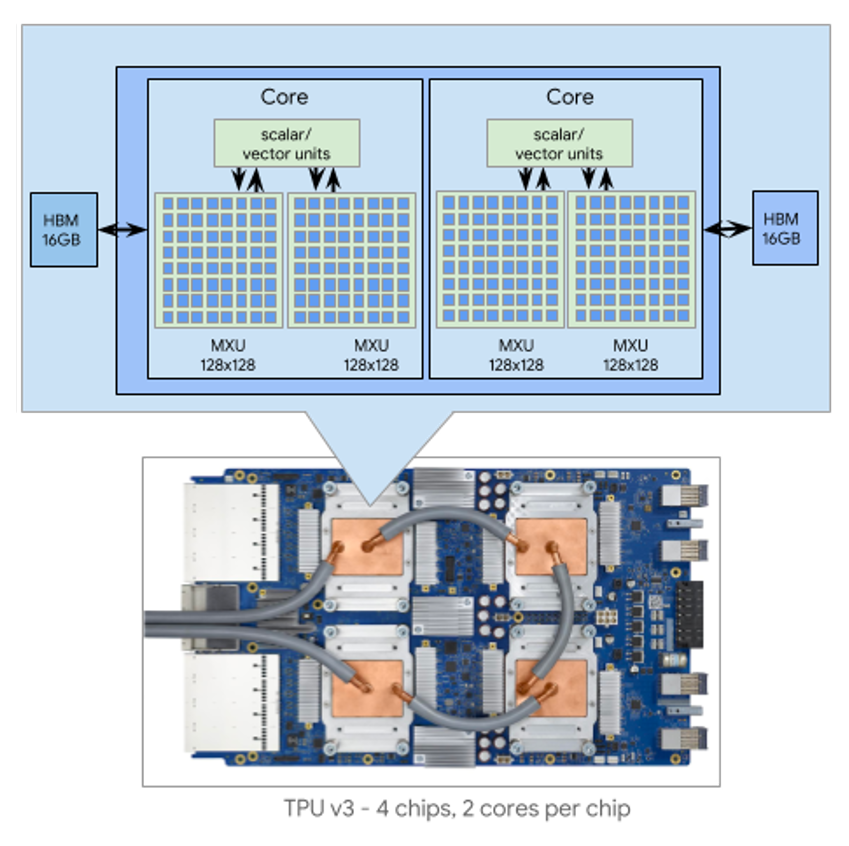 Core
Core
scalar/
vector units
scalar/
vector units
HBM
16GB
HBM
16GB
MXU
128x128
MXU
128x128
MXU
128x128
MXU
128x128
TPU v3 - 4 chips, 2 cores per chip